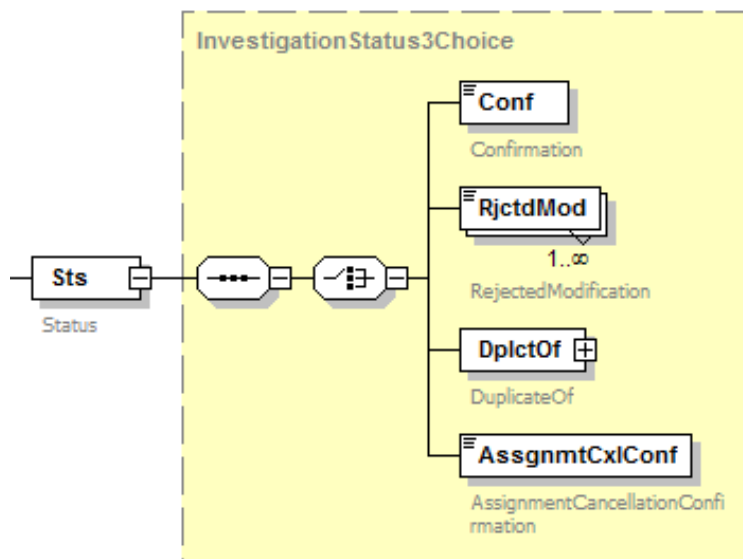 InvestigationStatus3Choice
Conf
Confirmation
RjctdMod
1..∞
RejectedModification
Sts
Status
DplctOf
DuplicateOf
AssgnmtCxlConf
AssignmentCancellationConfi
rmation